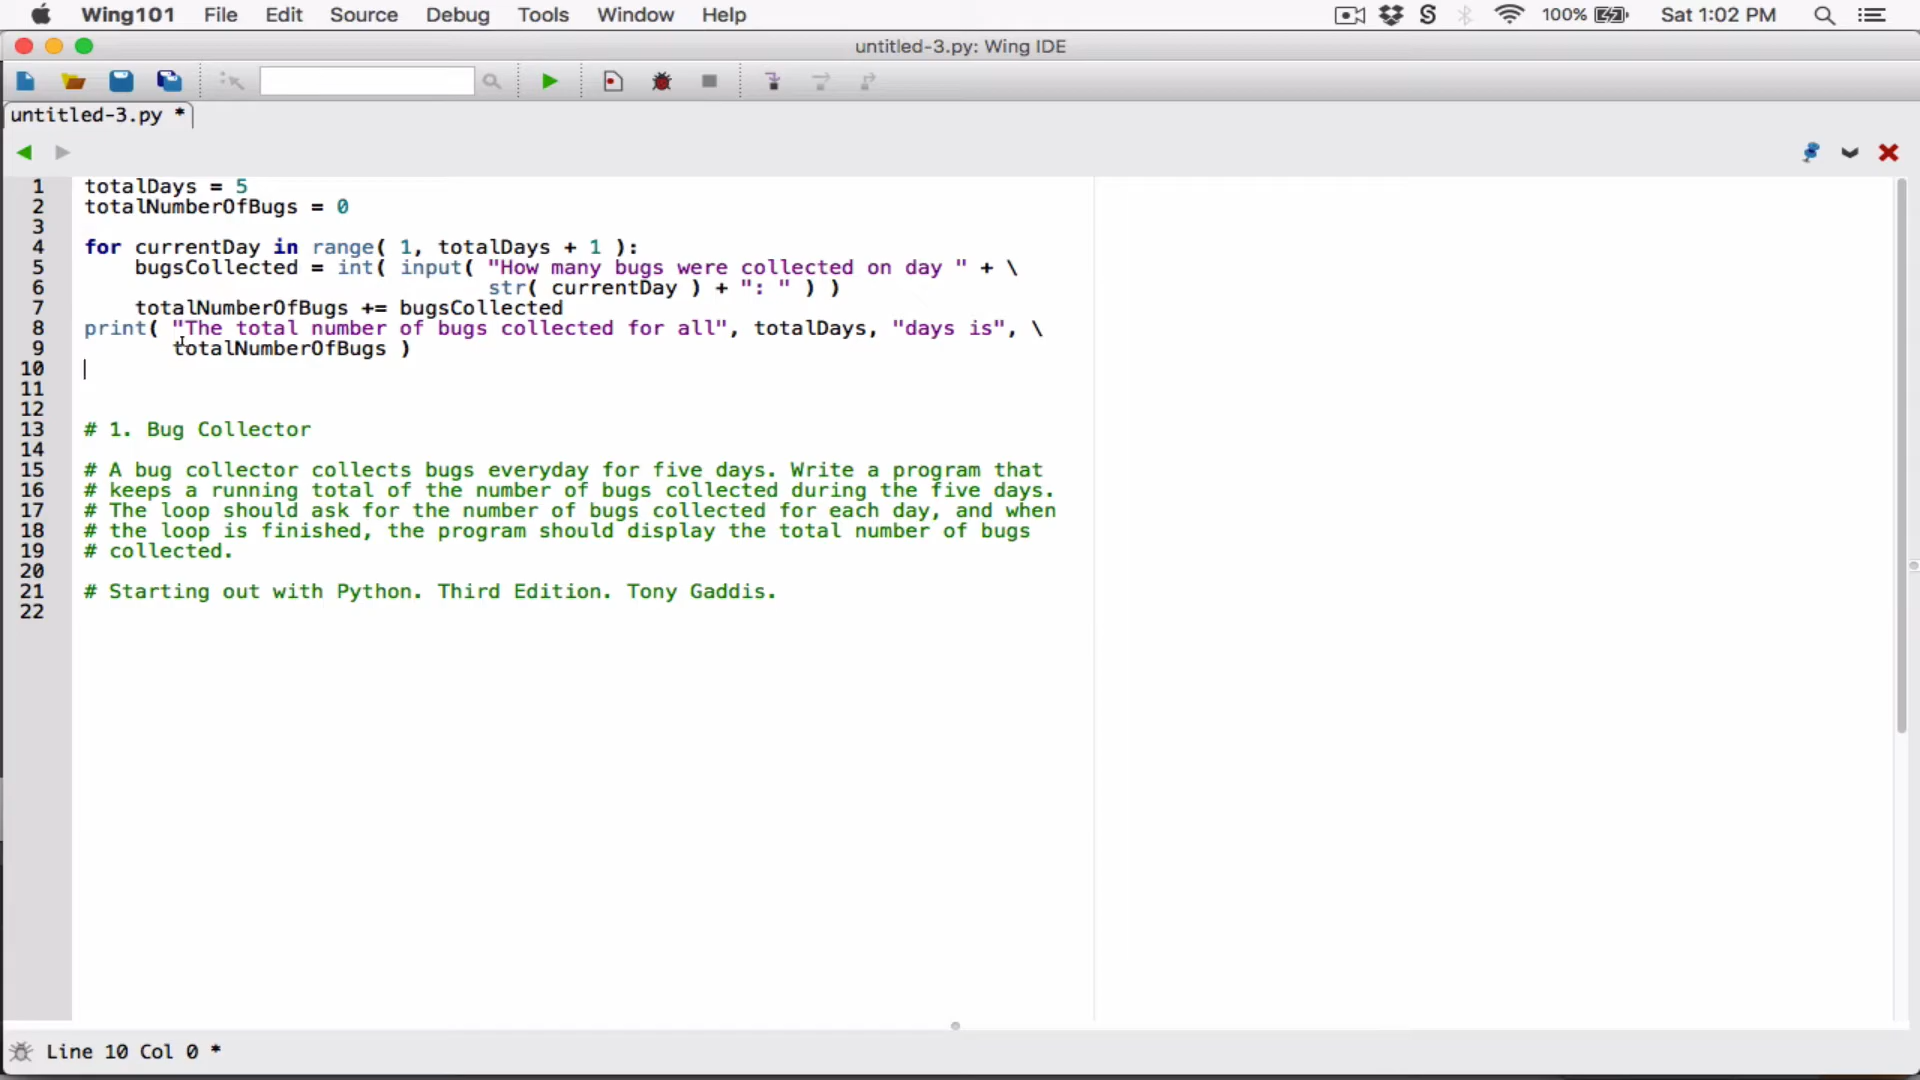 Wing101 File Edit Source Debug Tools Window Help 100% Sat 1:02 PM
untitled-3.py: Wing IDE
untitled-3.py *
1 totalDays = 5
2 totalNumberOfBugs = 0
3
4 for currentDay in range( 1, totalDays + 1 ):
5     bugsCollected = int( input( "How many bugs were collected on day " + \
6                                 str( currentDay ) + ": " ) )
7     totalNumberOfBugs += bugsCollected
8 print( "The total number of bugs collected for all", totalDays, "days is", \
9        totalNumberOfBugs )
10
11
12
13 # 1. Bug Collector
14
15 # A bug collector collects bugs everyday for five days. Write a program that
16 # keeps a running total of the number of bugs collected during the five days.
17 # The loop should ask for the number of bugs collected for each day, and when
18 # the loop is finished, the program should display the total number of bugs
19 # collected.
20
21 # Starting out with Python. Third Edition. Tony Gaddis.
22
Line 10 Col 0 *